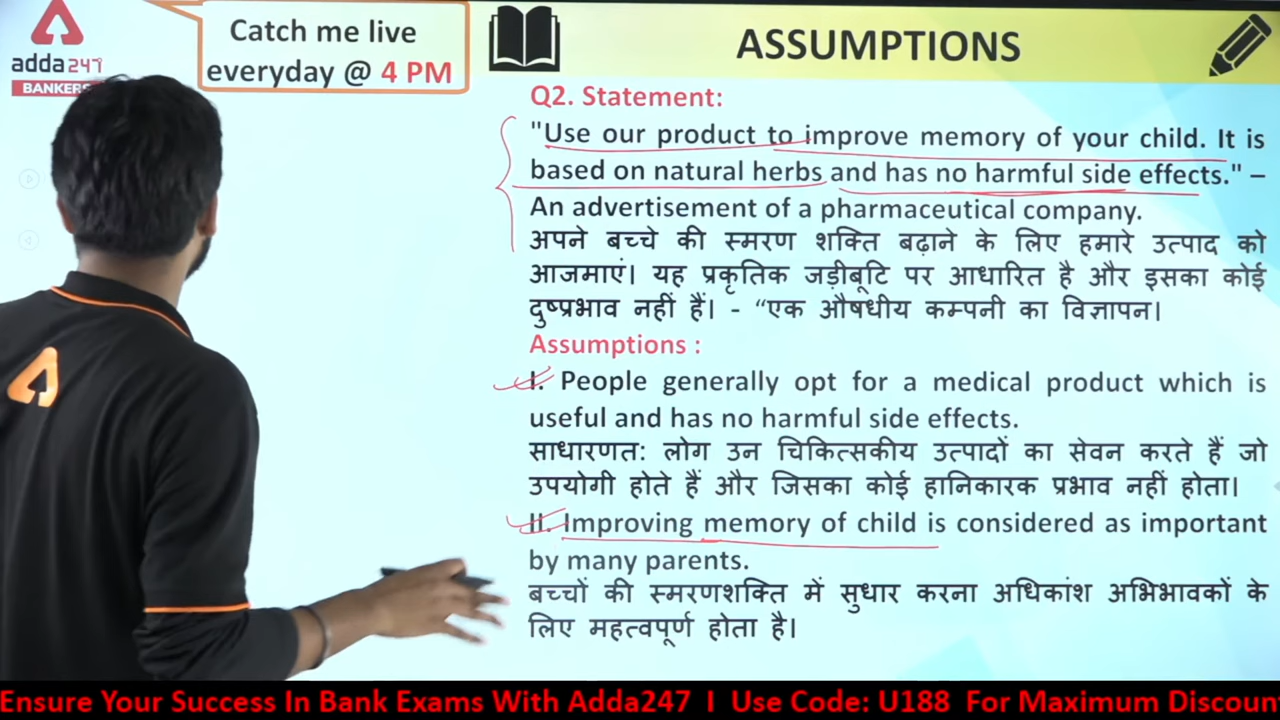 adda247
BANKERS
Catch me live
everyday @ 4 PM
ASSUMPTIONS
Q2. Statement:
"Use our product to improve memory of your child. It is
based on natural herbs and has no harmful side effects." –
An advertisement of a pharmaceutical company.
अपने बच्चे की स्मरण शक्ति बढ़ाने के लिए हमारे उत्पाद को
आजमाएं। यह प्रकृतिक जड़ीबूटि पर आधारित है और इसका कोई
दुष्प्रभाव नहीं हैं। - “एक औषधीय कम्पनी का विज्ञापन।
Assumptions :
I. People generally opt for a medical product which is
useful and has no harmful side effects.
साधारणत: लोग उन चिकित्सकीय उत्पादों का सेवन करते हैं जो
उपयोगी होते हैं और जिसका कोई हानिकारक प्रभाव नहीं होता।
II. Improving memory of child is considered as important
by many parents.
बच्चों की स्मरणशक्ति में सुधार करना अधिकांश अभिभावकों के
लिए महत्वपूर्ण होता है।
Ensure Your Success In Bank Exams With Adda247 I Use Code: U188 For Maximum Discoun